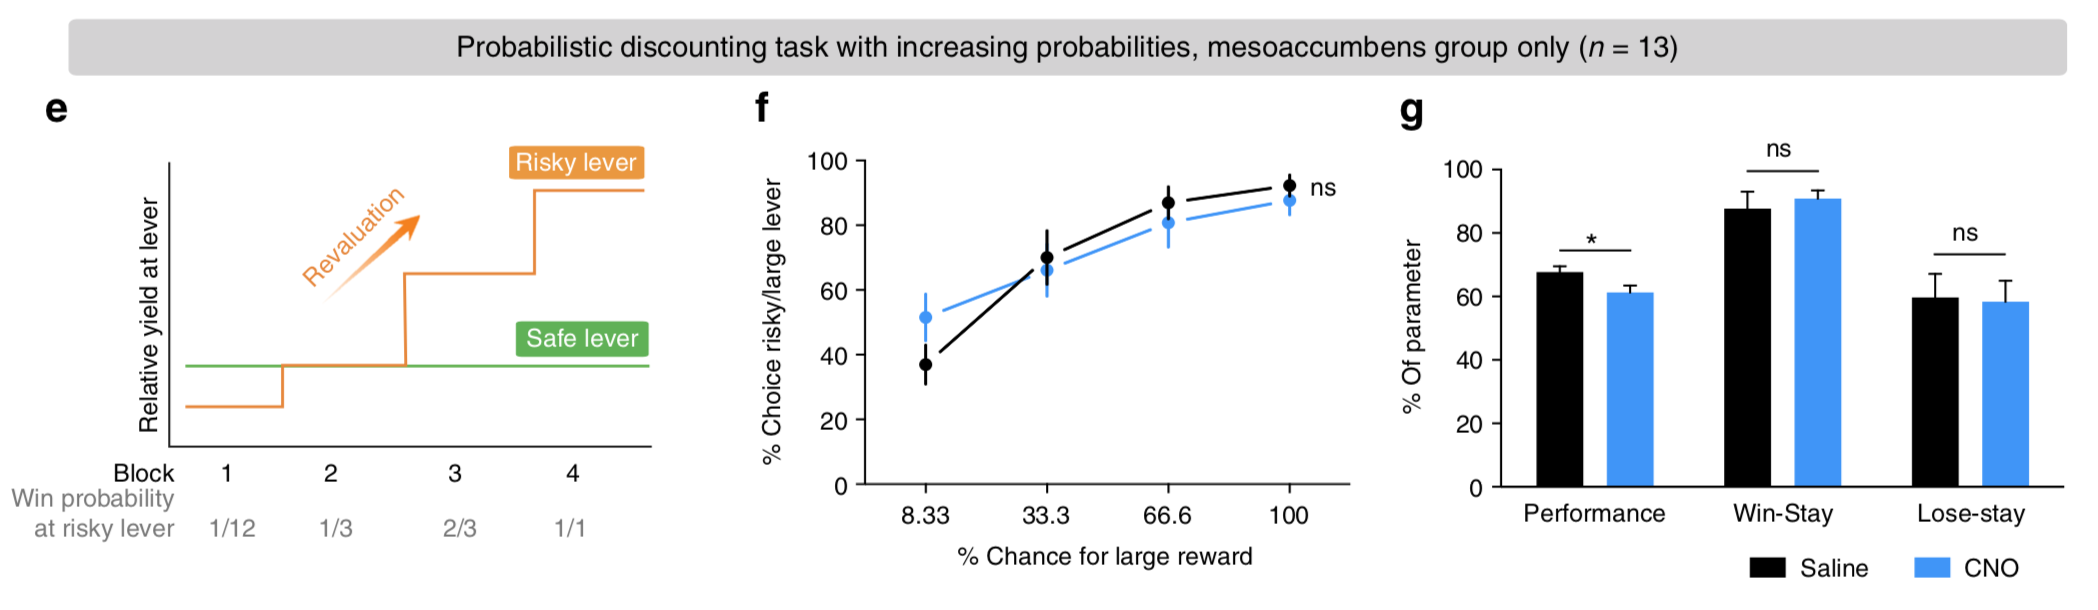 Probabilistic discounting task with increasing probabilities, mesoaccumbens group only (n = 13)
e
Relative yield at lever
Revaluation
Risky lever
Safe lever
Block 1 2 3 4
Win probability
at risky lever 1/12 1/3 2/3 1/1
f
% Choice risky/large lever
100
80
60
40
20
0
ns
8.33 33.3 66.6 100
% Chance for large reward
g
% Of parameter
100
80
60
40
20
0
*
ns
ns
Performance Win-Stay Lose-stay
Saline CNO